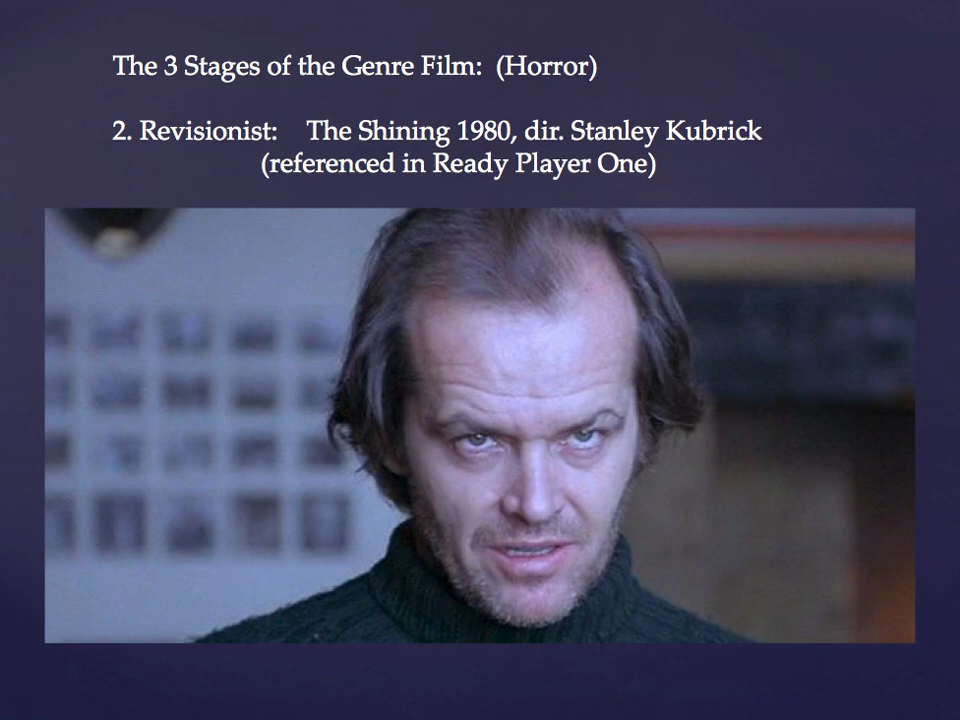 The 3 Stages of the Genre Film: (Horror)
2. Revisionist: The Shining 1980, dir. Stanley Kubrick
(referenced in Ready Player One)